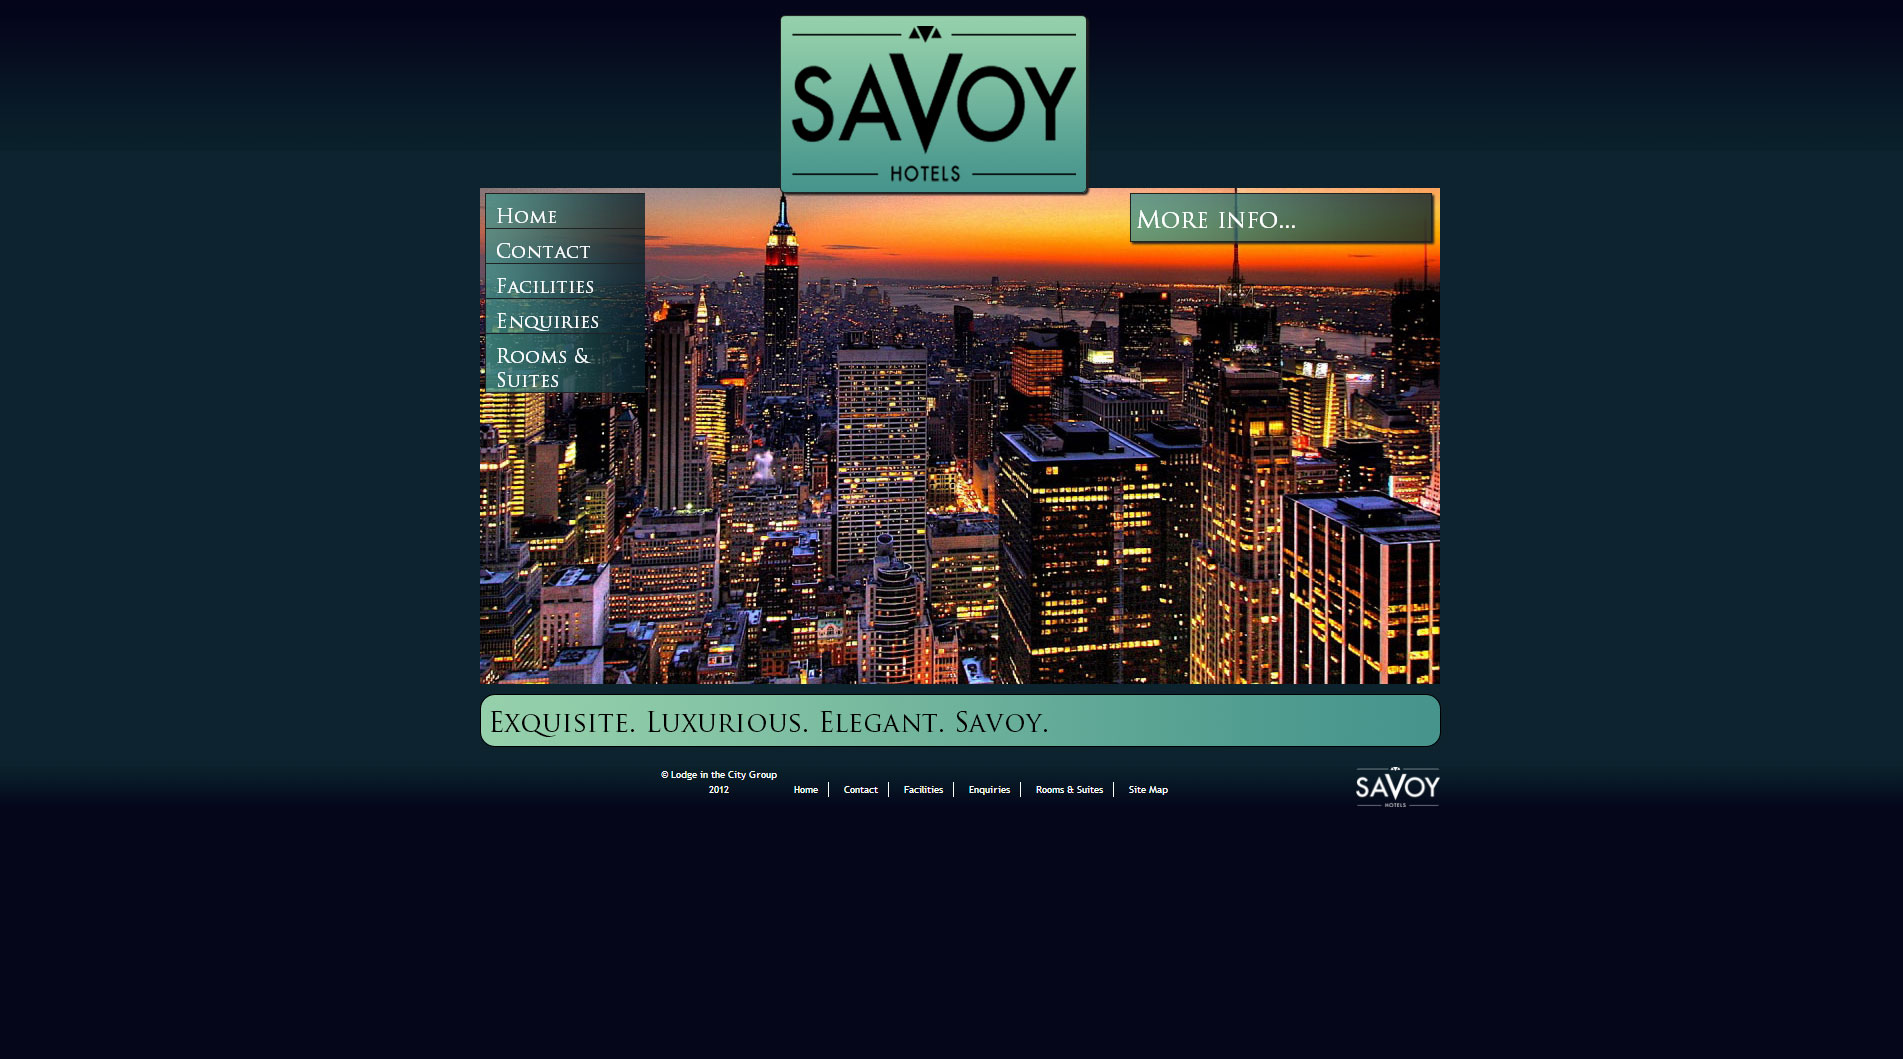 SAVOY
HOTELS
Home
Contact
Facilities
Enquiries
Rooms &
Suites
More info...
Exquisite. Luxurious. Elegant. Savoy.
© Lodge in the City Group
2012
Home
Contact
Facilities
Enquiries
Rooms & Suites
Site Map
SAVOY
HOTELS